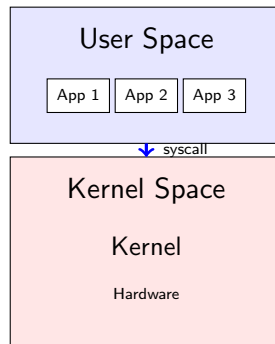 User Space
App 1 App 2 App 3
syscall
Kernel Space
Kernel
Hardware